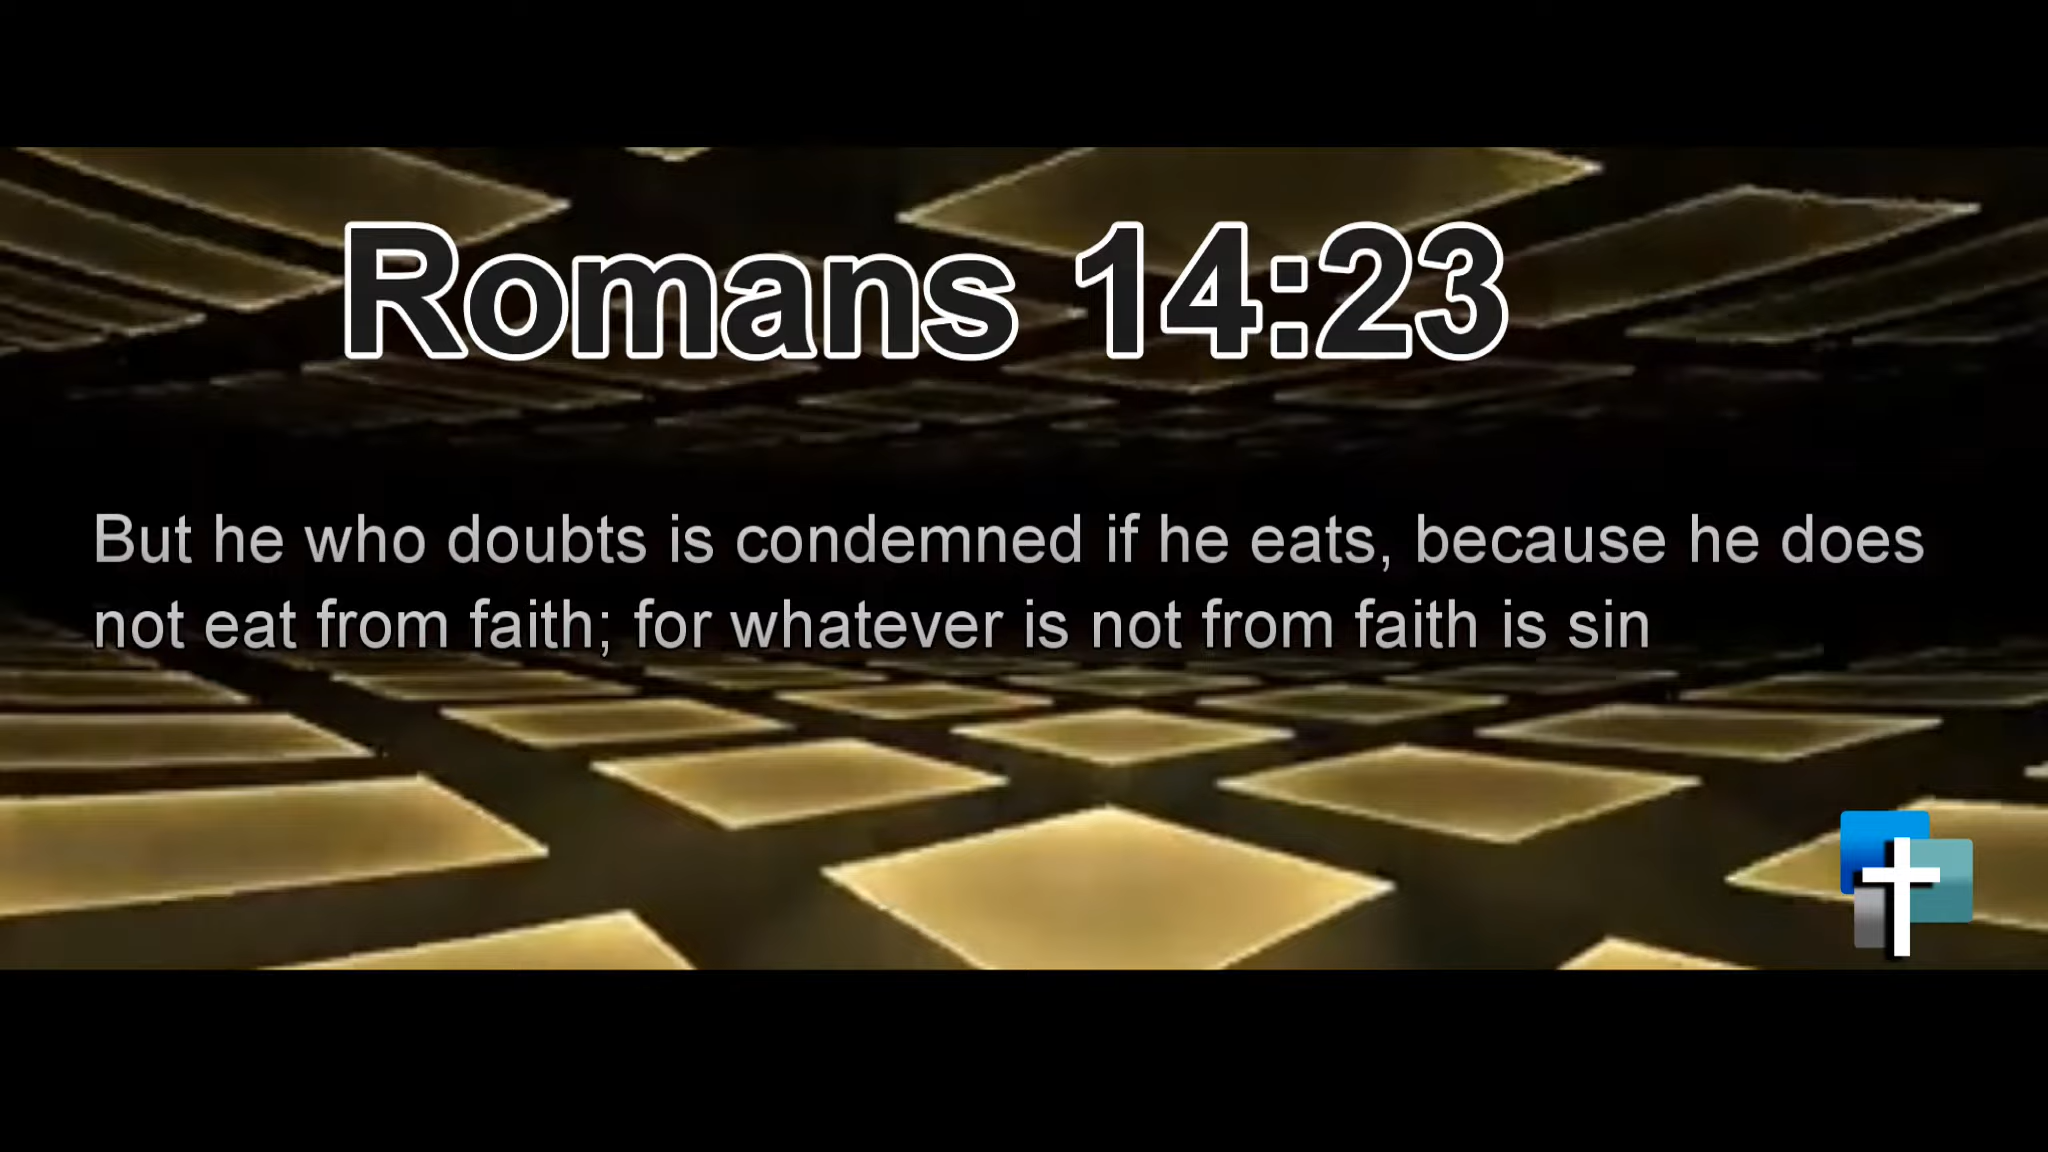 Romans 14:23
But he who doubts is condemned if he eats, because he does
not eat from faith; for whatever is not from faith is sin